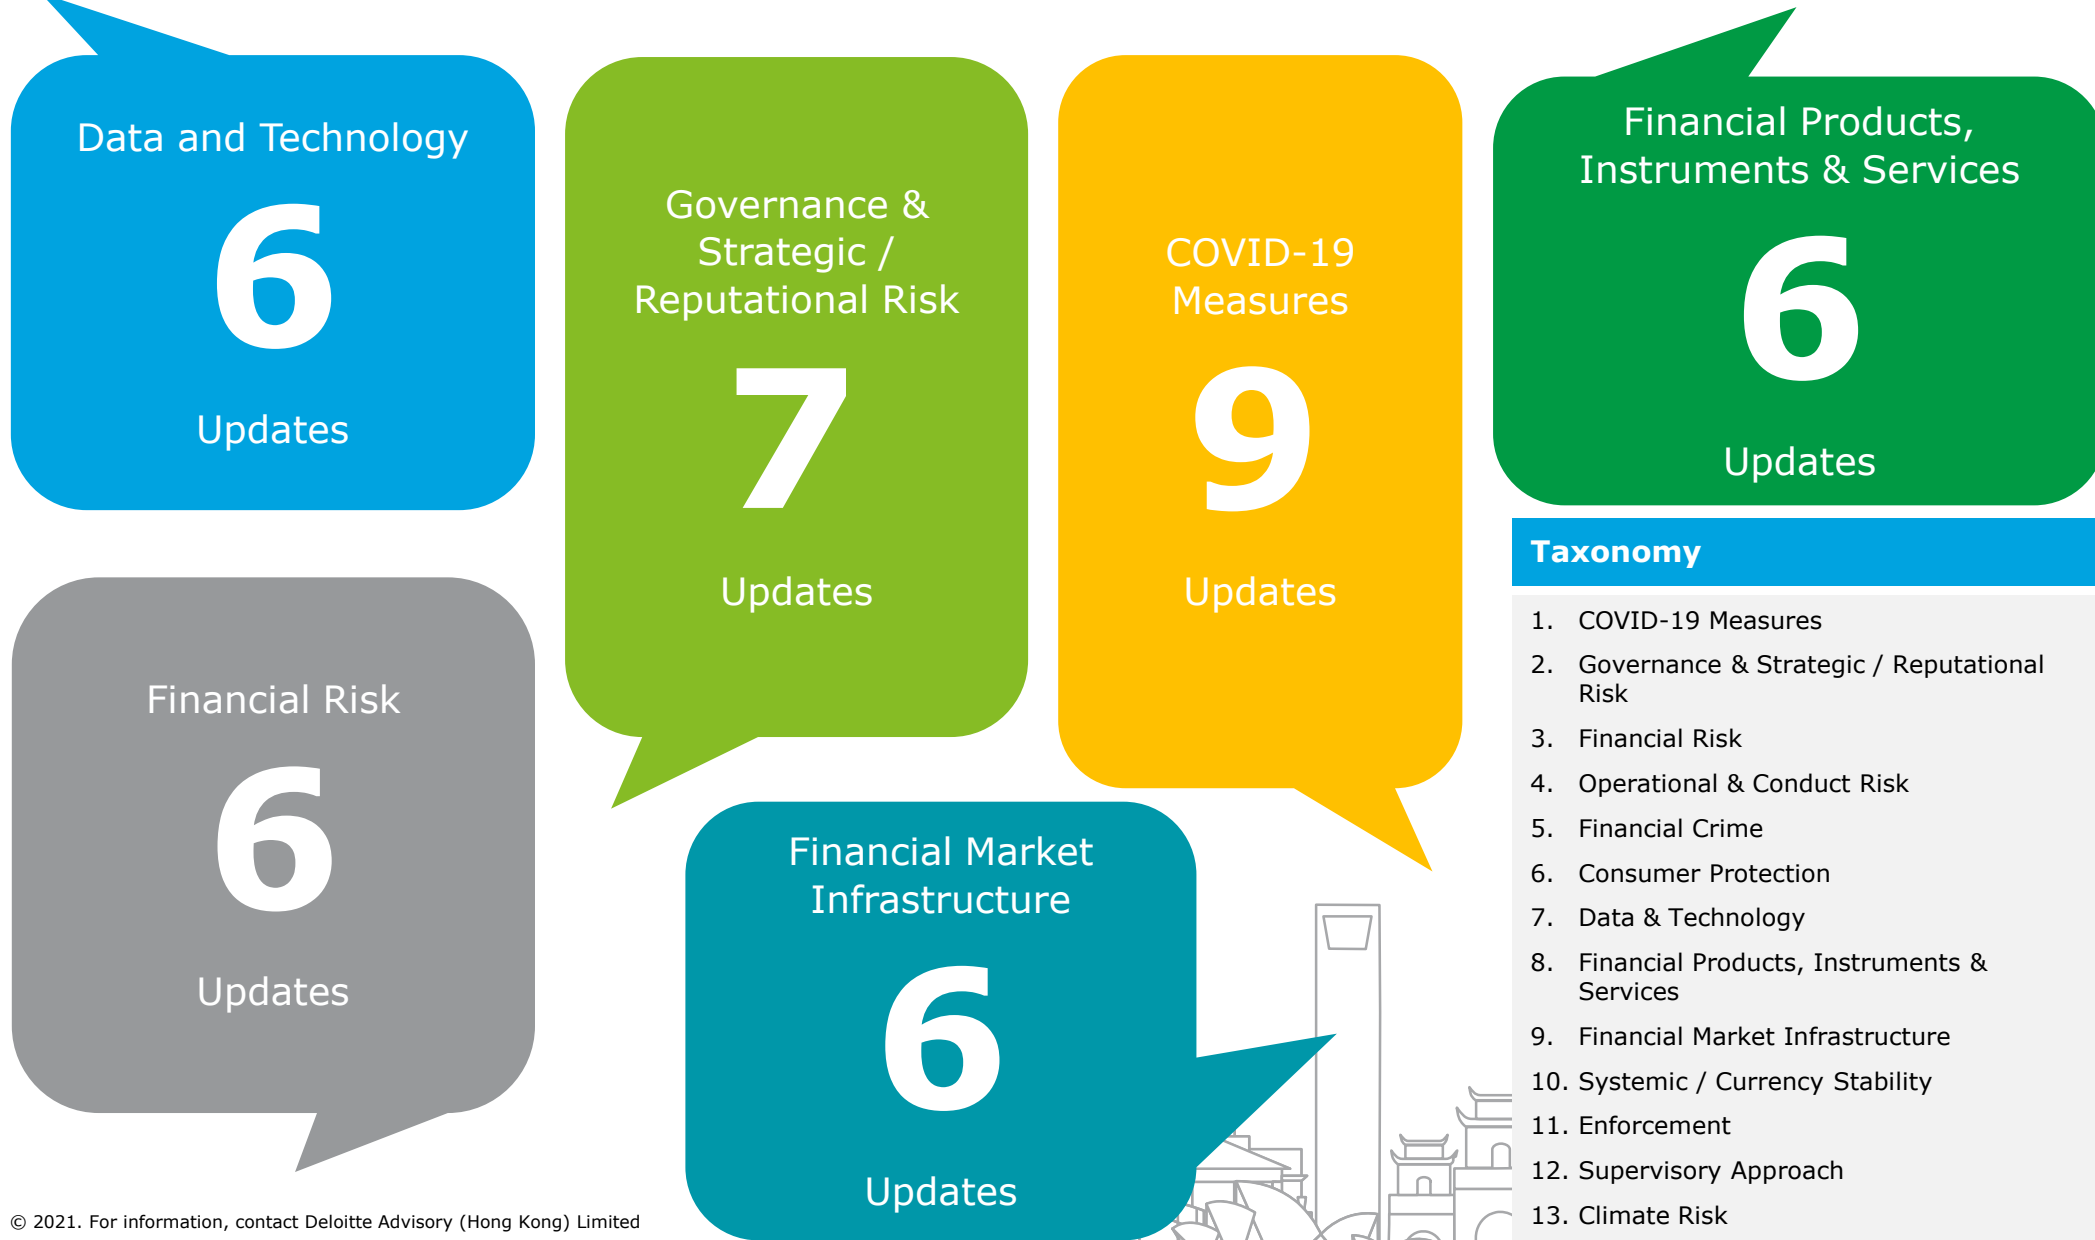 Data and Technology
6
Updates
Governance &
Strategic /
Reputational Risk
7
Updates
COVID-19
Measures
9
Updates
Financial Products,
Instruments & Services
6
Updates
Financial Risk
6
Updates
Financial Market
Infrastructure
6
Updates
Taxonomy
1. COVID-19 Measures
2. Governance & Strategic / Reputational
Risk
3. Financial Risk
4. Operational & Conduct Risk
5. Financial Crime
6. Consumer Protection
7. Data & Technology
8. Financial Products, Instruments &
Services
9. Financial Market Infrastructure
10. Systemic / Currency Stability
11. Enforcement
12. Supervisory Approach
13. Climate Risk
© 2021. For information, contact Deloitte Advisory (Hong Kong) Limited